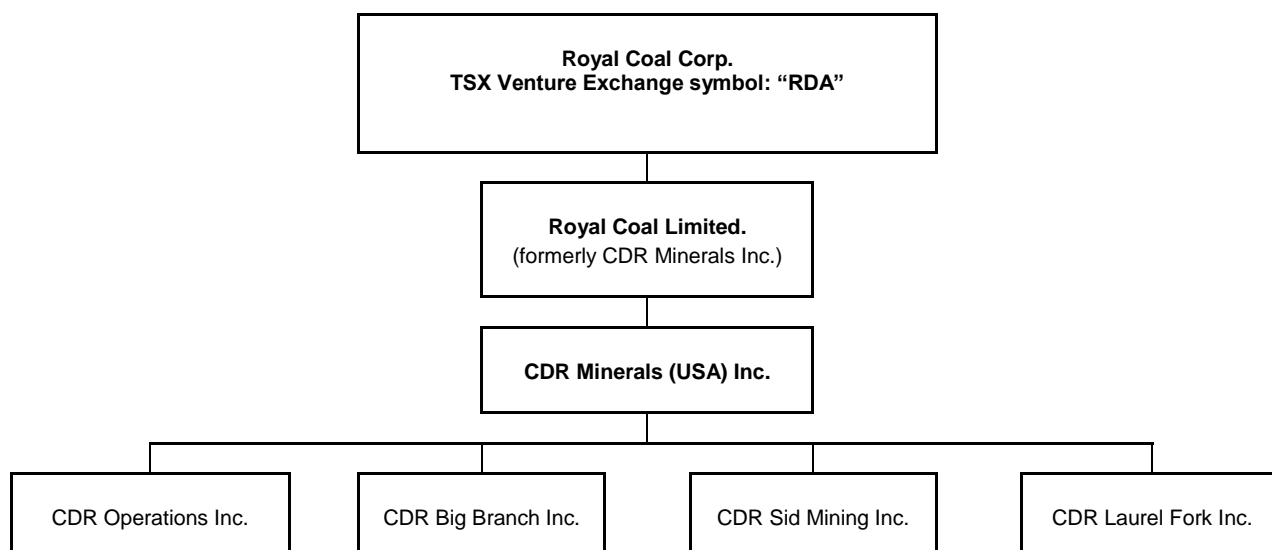 Royal Coal Corp.
TSX Venture Exchange symbol: “RDA”
Royal Coal Limited.
(formerly CDR Minerals Inc.)
CDR Minerals (USA) Inc.
CDR Operations Inc.
CDR Big Branch Inc.
CDR Sid Mining Inc.
CDR Laurel Fork Inc.